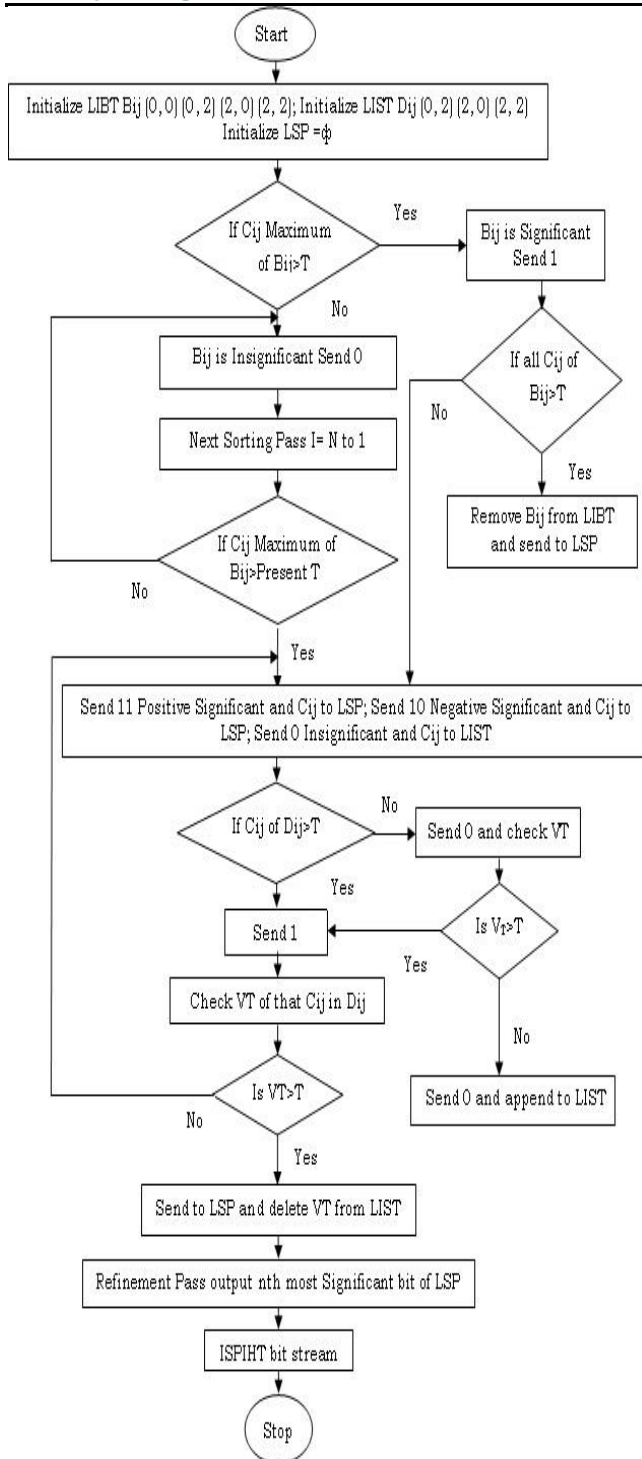 Start
Initialize LIBT Bij (0, 0) (0, 2) (2, 0) (2, 2); Initialize LIST Dij (0, 2) (2, 0) (2, 2)
Initialize LSP =ϕ
If Cij Maximum
of Bij>T
Yes
Bij is Significant
Send 1
No
Bij is Insignificant Send 0
If all Cij of
Bij>T
No
Next Sorting Pass I= N to 1
Yes
Remove Bij from LIBT
and send to LSP
If Cij Maximum of
Bij>Present T
No
Yes
Send 11 Positive Significant and Cij to LSP; Send 10 Negative Significant and Cij to
LSP; Send 0 Insignificant and Cij to LIST
If Cij of Dij>T
No
Send 0 and check VT
Yes
Send 1
Is VT>T
Yes
Check VT of that Cij in Dij
No
Is VT>T
No
Send 0 and append to LIST
Yes
Send to LSP and delete VT from LIST
Refinement Pass output nth most Significant bit of LSP
ISPIHT bit stream
Stop